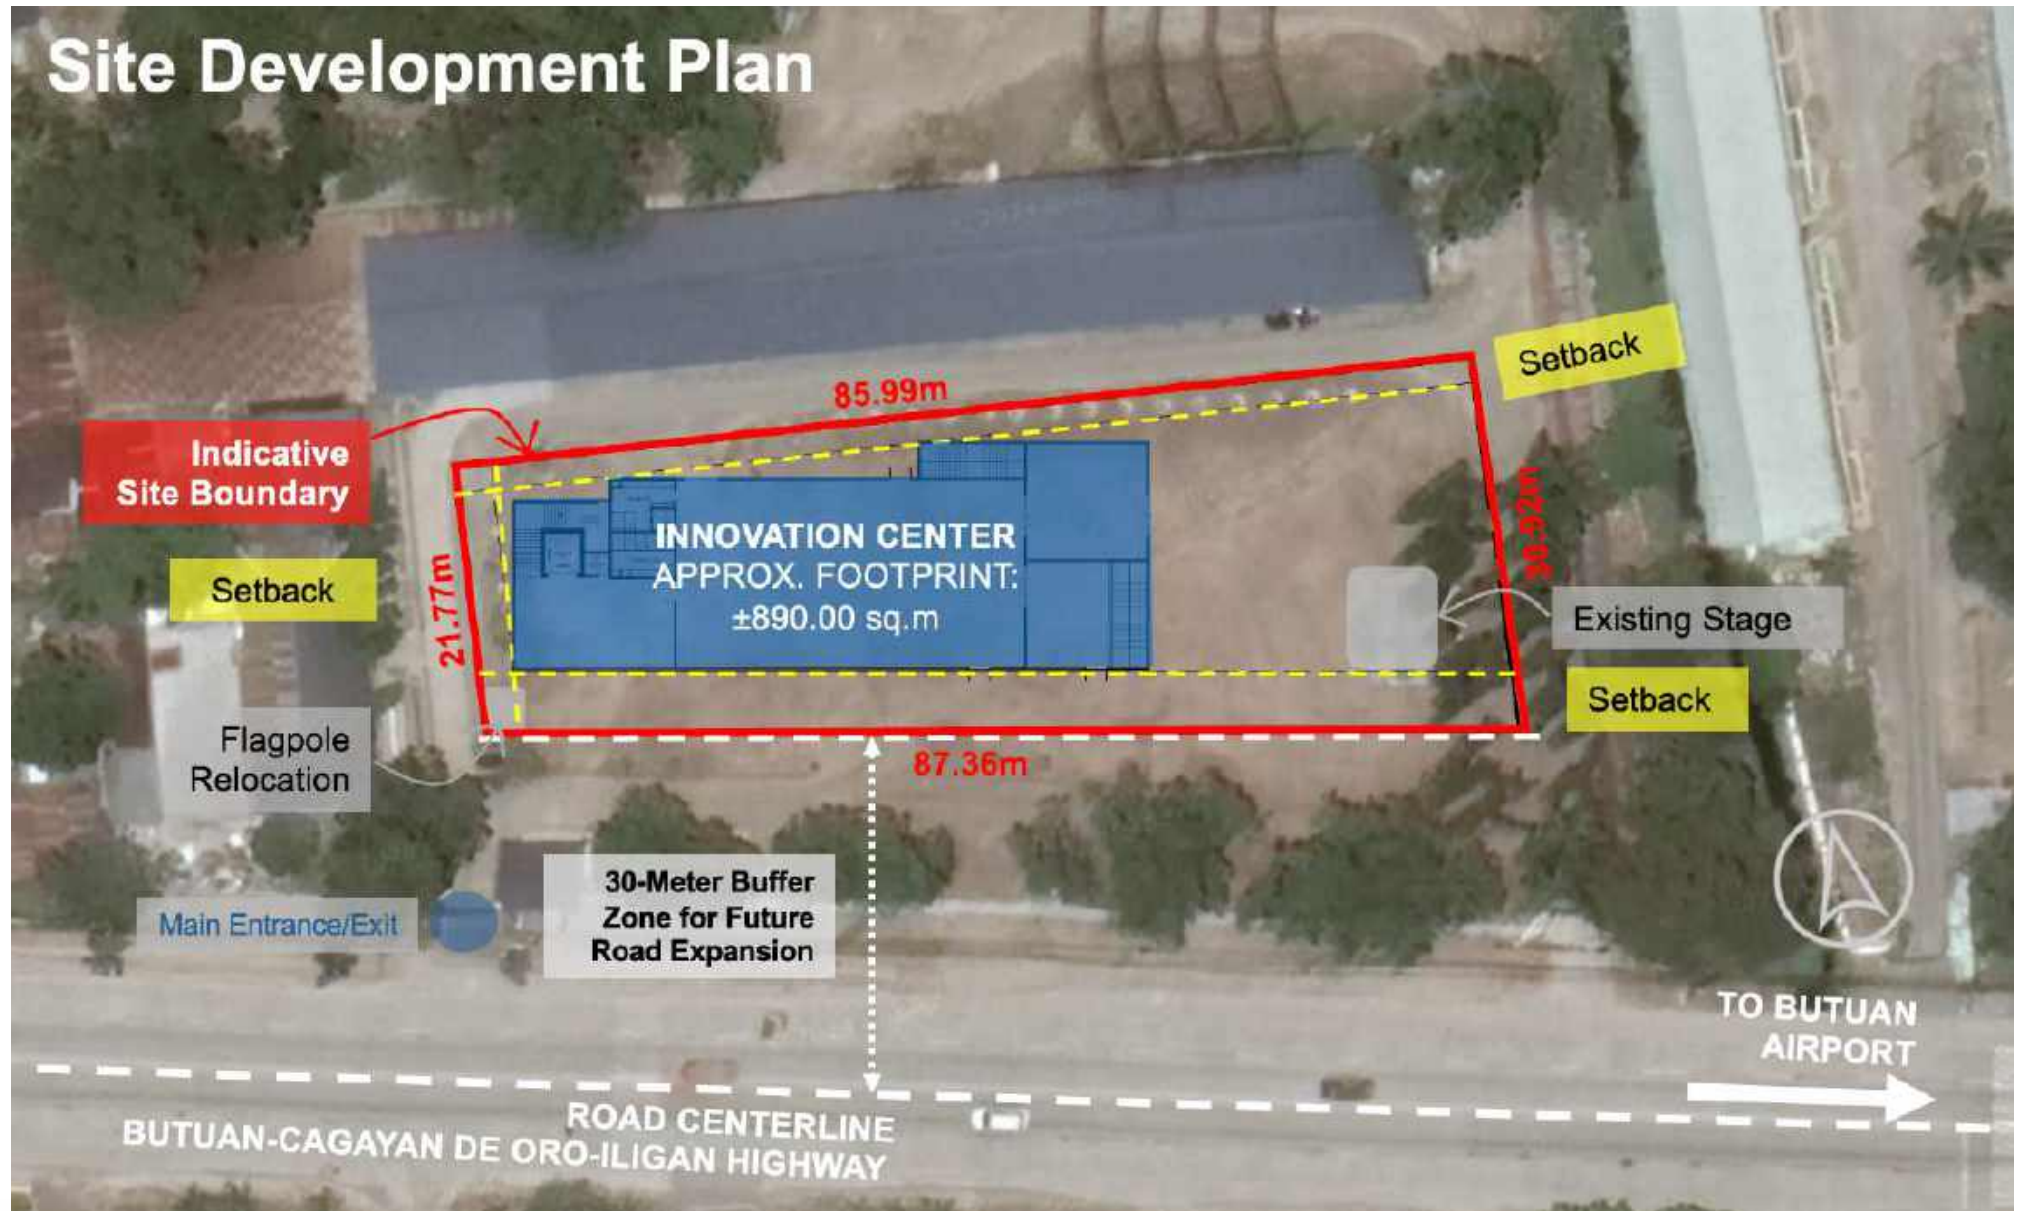 Site Development Plan
Setback
85.99m
Indicative
Site Boundary
INNOVATION CENTER
APPROX. FOOTPRINT:
±890.00 sq.m
30.92m
Setback
21.77m
Existing Stage
Setback
Flagpole
Relocation
87.36m
30-Meter Buffer
Zone for Future
Road Expansion
Main Entrance/Exit
TO BUTUAN
AIRPORT
ROAD CENTERLINE
BUTUAN-CAGAYAN DE ORO-ILIGAN HIGHWAY